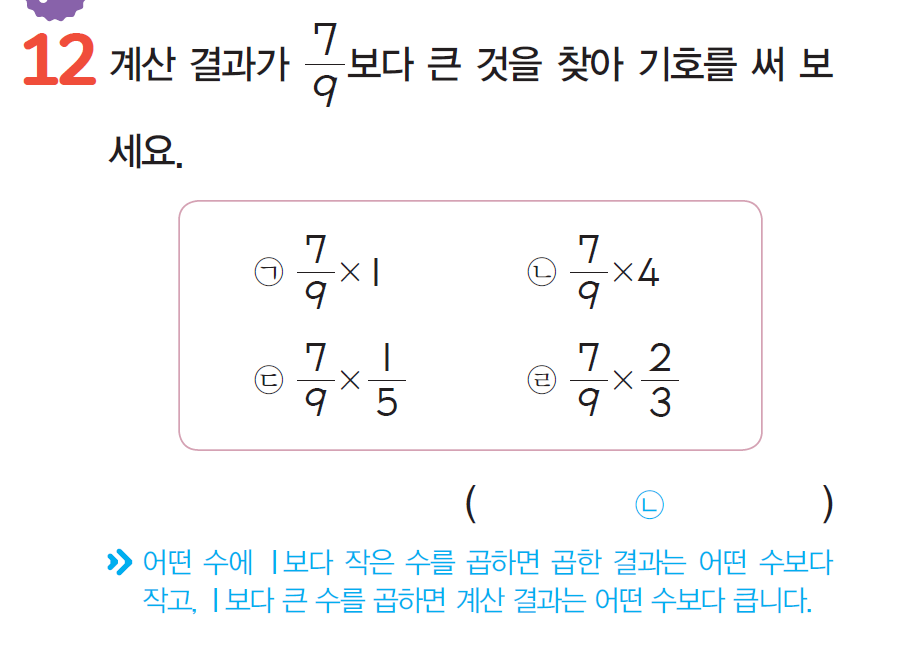 12 계산 결과가 7/9보다 큰 것을 찾아 기호를 써 보
세요.
㉠ 7/9×1 ㉡ 7/9×4
㉢ 7/9×1/5 ㉣ 7/9×2/3
( ㉡ )
≫ 어떤 수에 1보다 작은 수를 곱하면 곱한 결과는 어떤 수보다
작고, 1보다 큰 수를 곱하면 계산 결과는 어떤 수보다 큽니다.